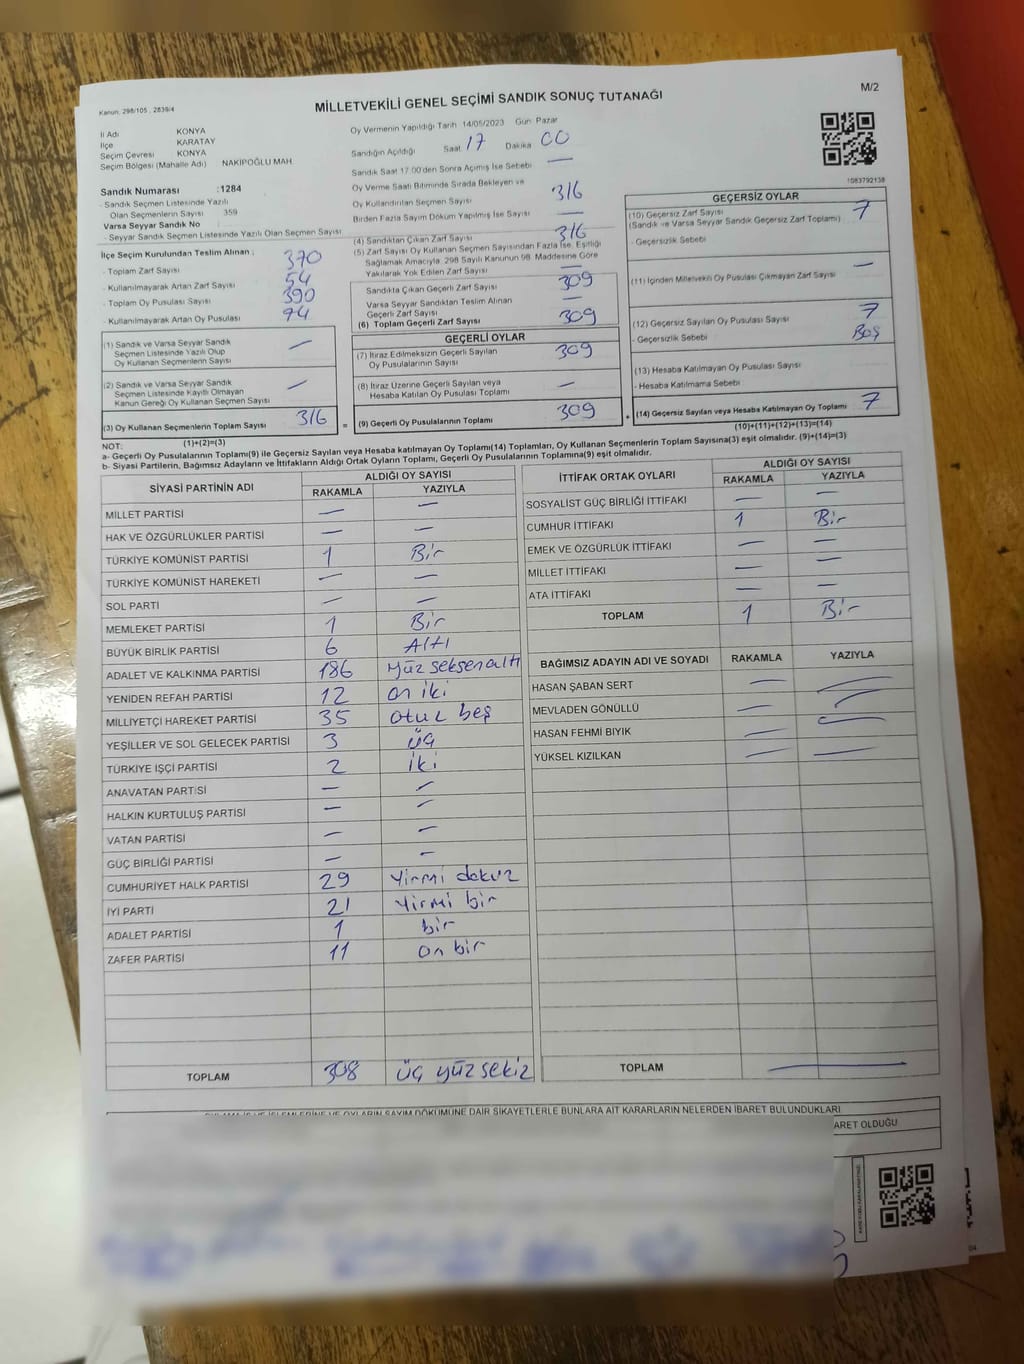 Kanun, 298/105 , 2839/4
MİLLETVEKİLİ GENEL SEÇİMİ SANDIK SONUÇ TUTANAĞI
M/2
İl Adı KONYA
İlçe KARATAY
Seçim Çevresi KONYA
Seçim Bölgesi (Mahalle Adı) NAKİPOĞLU MAH
Oy Vermenin Yapıldığı Tarih 14/05/2023 Gün Pazar
Sandığın Açıldığı Saat 17 Dakika 00
Sandık Saat 17.00'den Sonra Açımış İse Sebebi —
1083792138
Sandık Numarası :1284
- Sandık Seçmen Listesinde Yazılı
Olan Seçmenlerin Sayısı : 359
Varsa Seyyar Sandık No :
- Seyyar Sandık Seçmen Listesinde Yazılı Olan Seçmen Sayısı
Oy Verme Saati Bitiminde Sırada Bekleyen ve
Oy Kullandırılan Seçmen Sayısı 316
Birden Fazla Sayım Döküm Yapılmış İse Sayısı —
İlçe Seçim Kurulundan Teslim Alınan ;
- Toplam Zarf Sayısı 370
- Kullanılmayarak Artan Zarf Sayısı 54
- Toplam Oy Pusulası Sayısı 390
- Kullanılmayarak Artan Oy Pusulası 74
(4) Sandıktan Çıkan Zarf Sayısı 316
(5) Zarf Sayısı Oy Kullanan Seçmen Sayısından Fazla İse, Eşitliği
Sağlamak Amacıyla, 298 Sayılı Kanunun 98. Maddesine Göre
Yakılarak Yok Edilen Zarf Sayısı —
Sandıkta Çıkan Geçerli Zarf Sayısı 309
Varsa Seyyar Sandıktan Teslim Alınan
Geçerli Zarf Sayısı —
(6) Toplam Geçerli Zarf Sayısı 309
GEÇERSİZ OYLAR
(10) Geçersiz Zarf Sayısı 7
(Sandık ve Varsa Seyyar Sandık Geçersiz Zarf Toplamı)
- Geçersizlik Sebebi
(11) İçinden Milletvekili Oy Pusulası Çıkmayan Zarf Sayısı —
(12) Geçersiz Sayılan Oy Pusulası Sayısı 7
- Geçersizlik Sebebi Boş
(13) Hesaba Katılmayan Oy Pusulası Sayısı
- Hesaba Katılmama Sebebi
(14) Geçersiz Sayılan veya Hesaba Katılmayan Oy Toplamı 7
(10)+(11)+(12)+(13)=(14)
(1) Sandık ve Varsa Seyyar Sandık
Seçmen Listesinde Yazılı Olup
Oy Kullanan Seçmenlerin Sayısı —
(2) Sandık ve Varsa Seyyar Sandık
Seçmen Listesinde Kayıtlı Olmayan
Kanun Gereği Oy Kullanan Seçmen Sayısı —
(3) Oy Kullanan Seçmenlerin Toplam Sayısı 316
(1)+(2)=(3)
GEÇERLİ OYLAR
(7) İtiraz Edilmeksizin Geçerli Sayılan
Oy Pusulalarının Sayısı 309
(8) İtiraz Üzerine Geçerli Sayılan veya
Hesaba Katılan Oy Pusulası Toplamı —
= (9) Geçerli Oy Pusulalarının Toplamı 309 +
NOT:
a- Geçerli Oy Pusulalarının Toplamı(9) ile Geçersiz Sayılan veya Hesaba katılmayan Oy Toplamı(14) Toplamları, Oy Kullanan Seçmenlerin Toplam Sayısına(3) eşit olmalıdır. (9)+(14)=(3)
b- Siyasi Partilerin, Bağımsız Adayların ve İttifakların Aldığı Ortak Oyların Toplamı, Geçerli Oy Pusulalarının Toplamına(9) eşit olmalıdır.
SİYASİ PARTİNİN ADI ALDIĞI OY SAYISI
RAKAMLA YAZIYLA
MİLLET PARTİSİ — —
HAK VE ÖZGÜRLÜKLER PARTİSİ — —
TÜRKİYE KOMÜNİST PARTİSİ 1 Bir
TÜRKİYE KOMÜNİST HAREKETİ — —
SOL PARTİ — —
MEMLEKET PARTİSİ 1 Bir
BÜYÜK BİRLİK PARTİSİ 6 Altı
ADALET VE KALKINMA PARTİSİ 186 yüz seksen altı
YENİDEN REFAH PARTİSİ 12 on iki
MİLLİYETÇİ HAREKET PARTİSİ 35 otuz beş
YEŞİLLER VE SOL GELECEK PARTİSİ 3 üç
TÜRKİYE İŞÇİ PARTİSİ 2 iki
ANAVATAN PARTİSİ — —
HALKIN KURTULUŞ PARTİSİ — —
VATAN PARTİSİ — —
GÜÇ BİRLİĞİ PARTİSİ — —
CUMHURİYET HALK PARTİSİ 29 Yirmi dokuz
İYİ PARTİ 21 Yirmi bir
ADALET PARTİSİ 1 bir
ZAFER PARTİSİ 11 on bir
TOPLAM 308 üç yüz sekiz
İTTİFAK ORTAK OYLARI ALDIĞI OY SAYISI
RAKAMLA YAZIYLA
SOSYALİST GÜÇ BİRLİĞİ İTTİFAKI — —
CUMHUR İTTİFAKI 1 Bir
EMEK VE ÖZGÜRLÜK İTTİFAKI — —
MİLLET İTTİFAKI — —
ATA İTTİFAKI — —
TOPLAM 1 Bir
BAĞIMSIZ ADAYIN ADI VE SOYADI RAKAMLA YAZIYLA
HASAN ŞABAN SERT — —
MEVLADEN GÖNÜLLÜ — —
HASAN FEHMİ BIYIK — —
YÜKSEL KIZILKAN — —
TOPLAM —
SAYIM DÖKÜMÜNE DAİR ŞİKAYETLERLE BUNLARA AİT KARARLARIN NELERDEN İBARET BULUNDUKLARI
ARET OLDUĞU